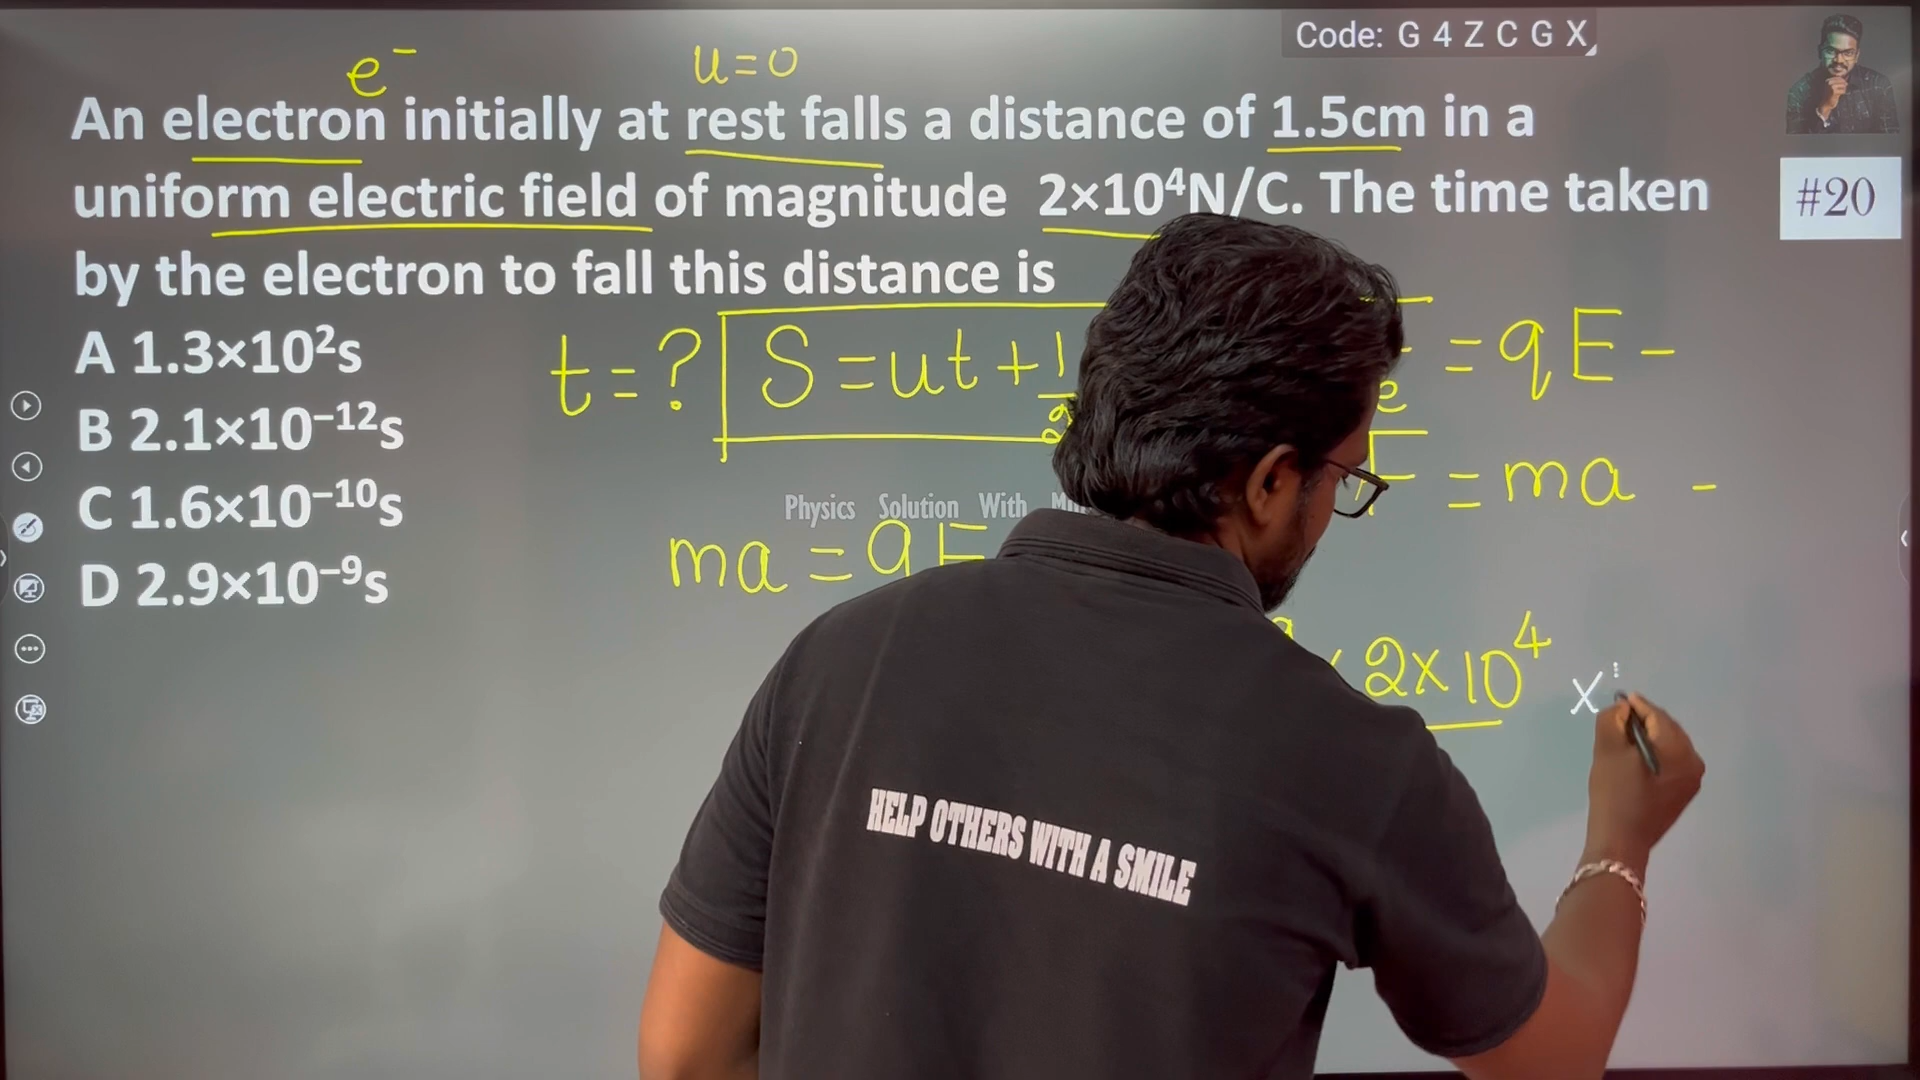 Code: G 4 Z C G X
e⁻ u=0
An electron initially at rest falls a distance of 1.5cm in a
uniform electric field of magnitude 2×10⁴N/C. The time taken
by the electron to fall this distance is
#20
A 1.3×10²s
B 2.1×10⁻¹²s
C 1.6×10⁻¹⁰s
D 2.9×10⁻⁹s
t=? S=ut+1/2
e =qE-
F=ma -
Physics Solution With
ma=qE
2×10⁴ ×
HELP OTHERS WITH A SMILE